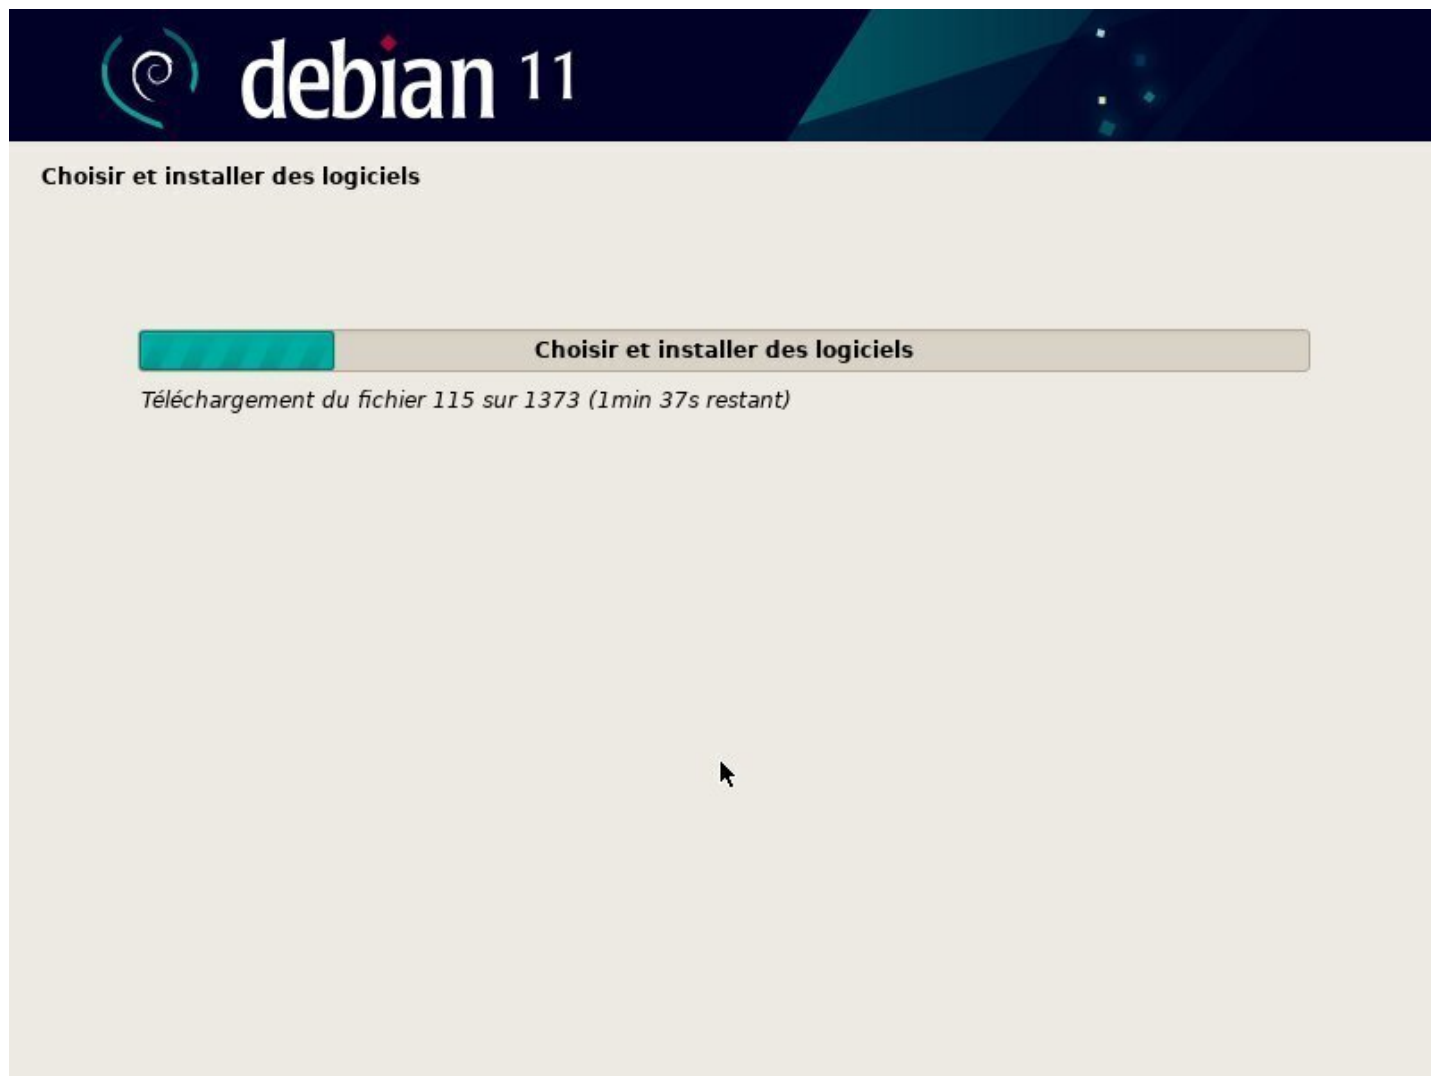 debian 11
Choisir et installer des logiciels
Choisir et installer des logiciels
Téléchargement du fichier 115 sur 1373 (1min 37s restant)